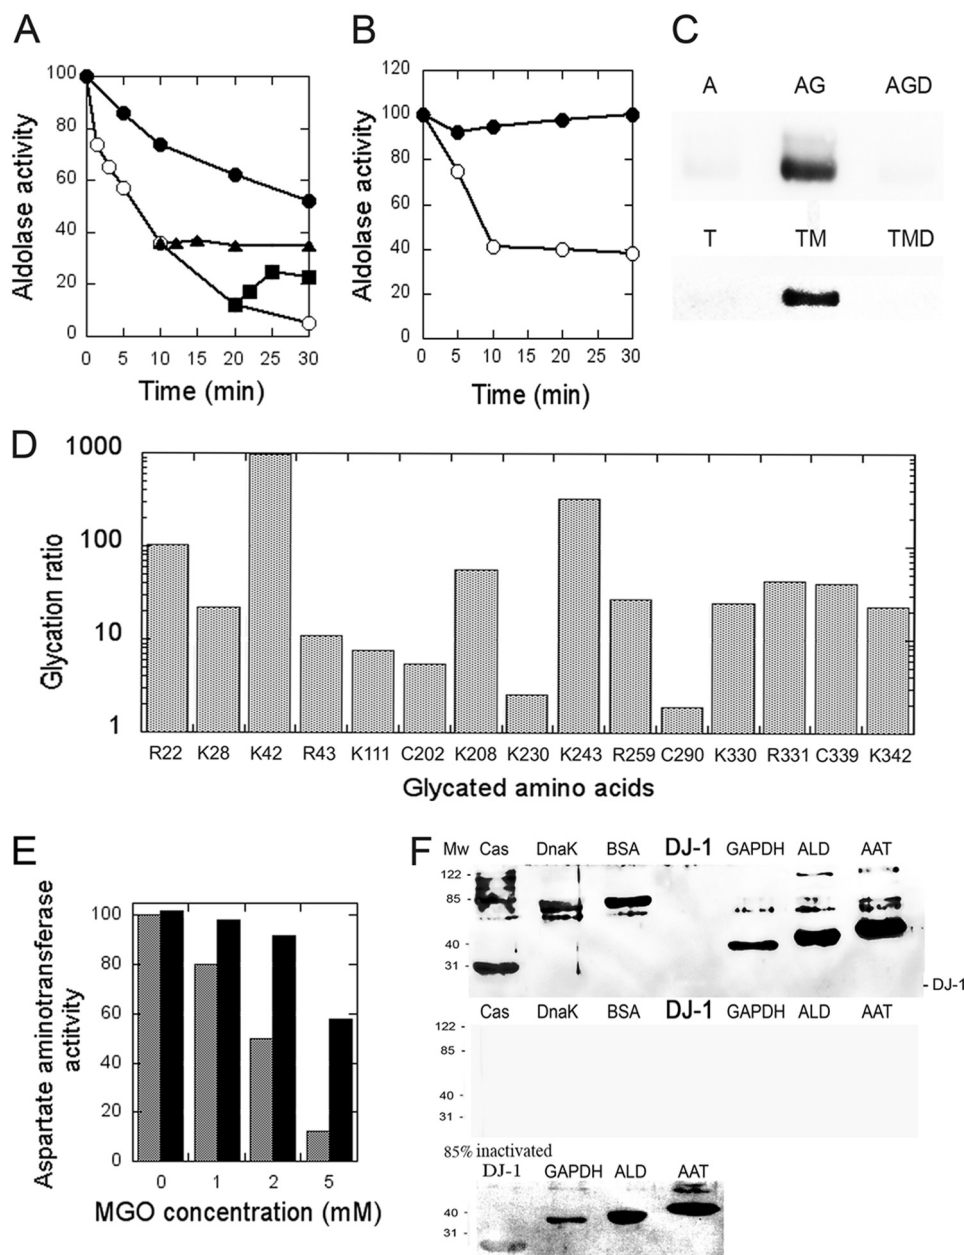 A
B
C
100
80
60
40
20
0
Aldolase activity
0 5 10 15 20 25 30
Time (min)
120
100
80
60
40
20
0
Aldolase activity
0 5 10 15 20 25 30
Time (min)
A AG AGD
T TM TMD
D
1000
100
10
1
Glycation ratio
R22 K28 K42 R43 K111 C202 K208 K230 K243 R259 C290 K330 R331 C339 K342
Glycated amino acids
E
100
80
60
40
20
0
Aspartate aminotransferase
actitvity
0 1 2 5
MGO concentration (mM)
F
Mw Cas DnaK BSA DJ-1 GAPDH ALD AAT
122 -
85 -
40 -
31 -
- DJ-1
Cas DnaK BSA DJ-1 GAPDH ALD AAT
122 -
85 -
40 -
31 -
85% inactivated
DJ-1 GAPDH ALD AAT
40 -
31 -